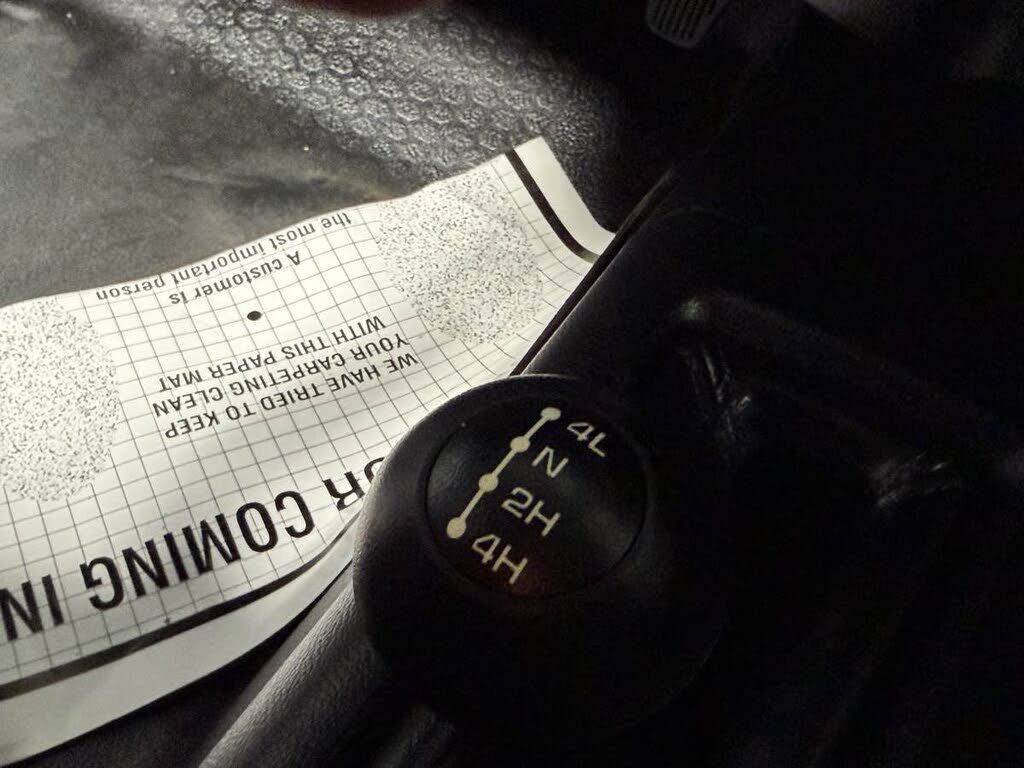 OR COMING IN
WE HAVE TRIED TO KEEP
YOUR CARPETING CLEAN
WITH THIS PAPER MAT
A customer is
the most important person
4L
N
2H
4H